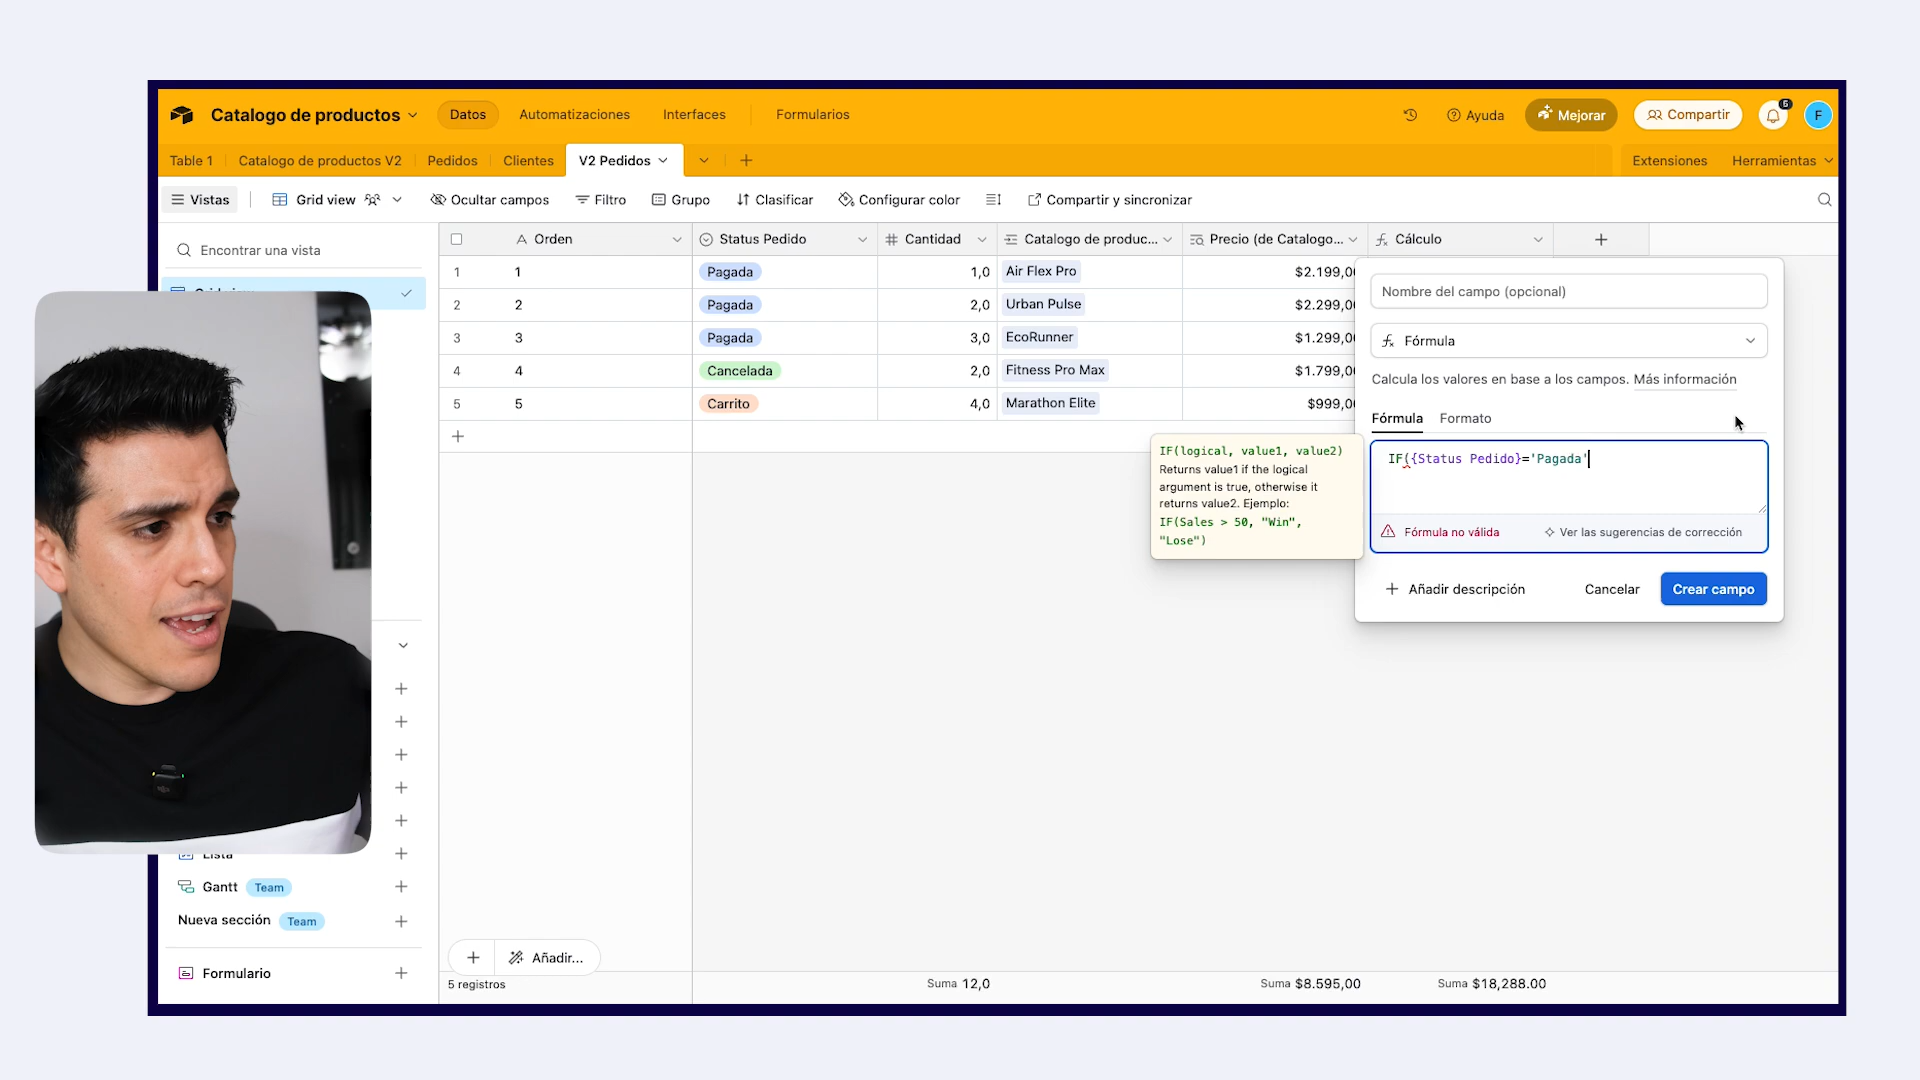 Catalogo de productos
Datos
Automatizaciones
Interfaces
Formularios
Ayuda
Mejorar
Compartir
6
F
Table 1
Catalogo de productos V2
Pedidos
Clientes
V2 Pedidos
Extensiones
Herramientas
Vistas
Grid view
Ocultar campos
Filtro
Grupo
Clasificar
Configurar color
Compartir y sincronizar
Encontrar una vista
Orden
Status Pedido
Cantidad
Catalogo de produc...
Precio (de Catalogo...
Cálculo
1 1 Pagada 1,0 Air Flex Pro $2.199,0
2 2 Pagada 2,0 Urban Pulse $2.299,0
3 3 Pagada 3,0 EcoRunner $1.299,0
4 4 Cancelada 2,0 Fitness Pro Max $1.799,0
5 5 Carrito 4,0 Marathon Elite $999,0
Nombre del campo (opcional)
Fórmula
Calcula los valores en base a los campos. Más información
Fórmula Formato
IF({Status Pedido}='Pagada'
Fórmula no válida
Ver las sugerencias de corrección
Añadir descripción
Cancelar
Crear campo
IF(logical, value1, value2)
Returns value1 if the logical
argument is true, otherwise it
returns value2. Ejemplo:
IF(Sales > 50, "Win",
"Lose")
Lista
Gantt Team
Nueva sección Team
Formulario
Añadir...
5 registros
Suma 12,0
Suma $8.595,00
Suma $18,288.00